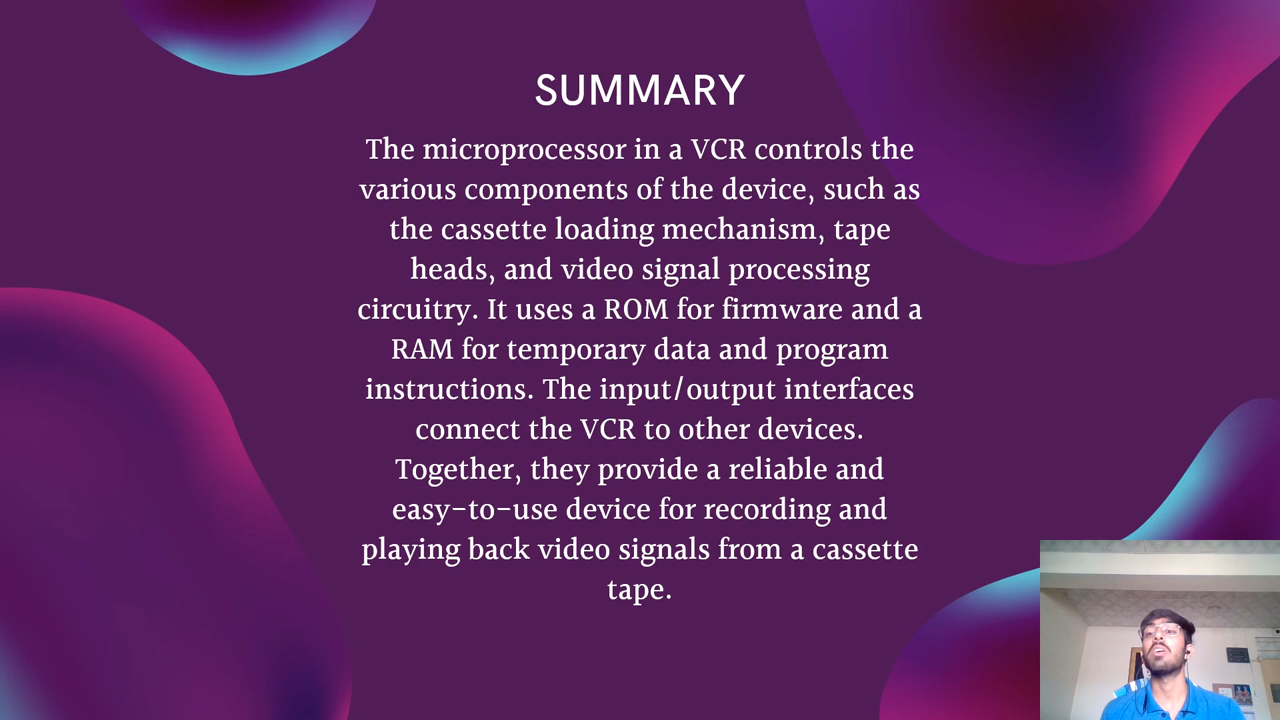 SUMMARY
The microprocessor in a VCR controls the
various components of the device, such as
the cassette loading mechanism, tape
heads, and video signal processing
circuitry. It uses a ROM for firmware and a
RAM for temporary data and program
instructions. The input/output interfaces
connect the VCR to other devices.
Together, they provide a reliable and
easy-to-use device for recording and
playing back video signals from a cassette
tape.